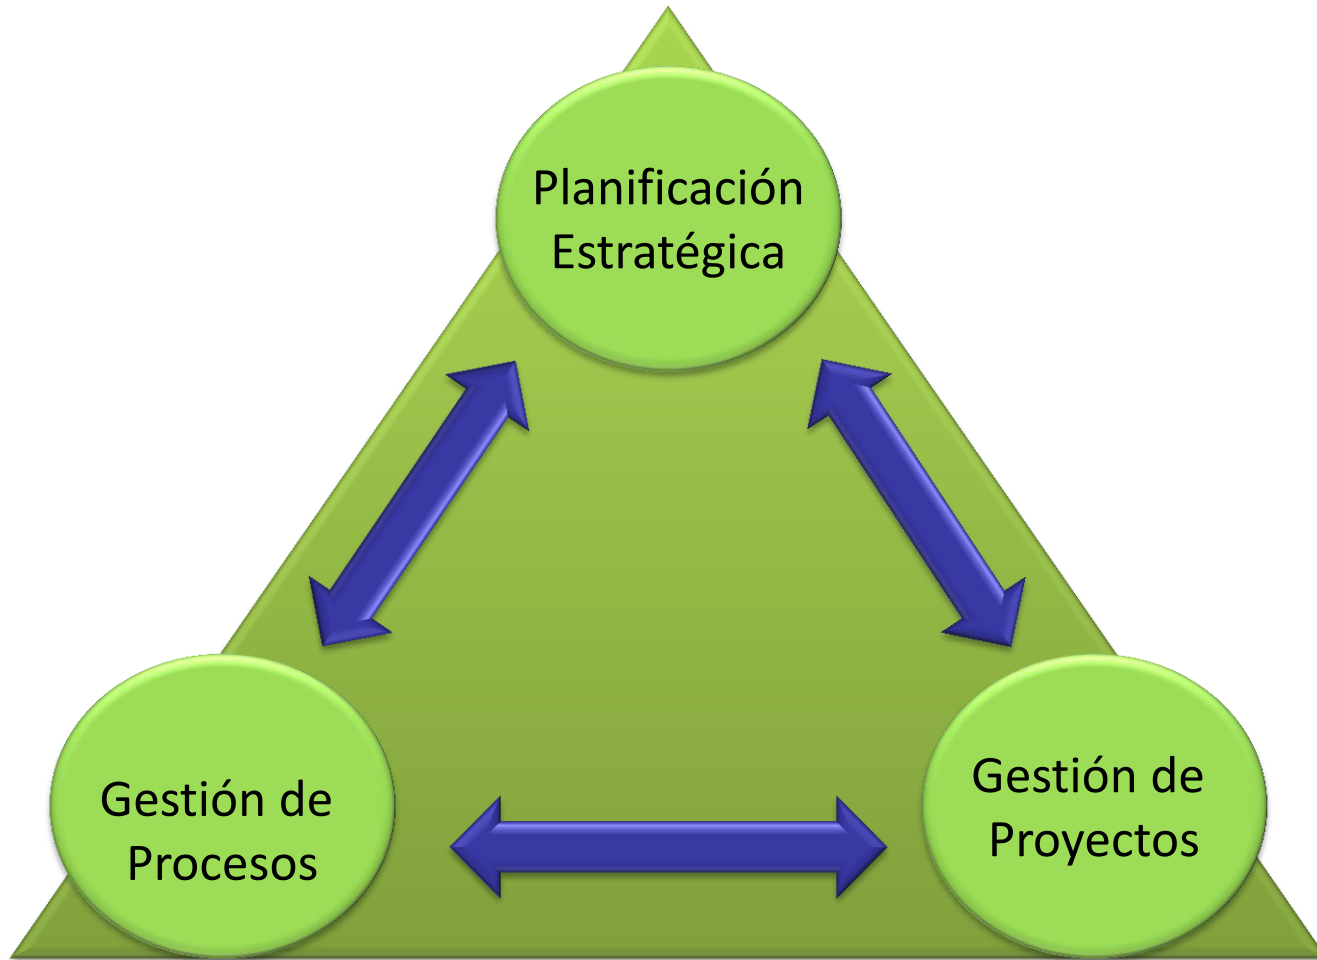 Planificación
Estratégica
Gestión de
Procesos
Gestión de
Proyectos